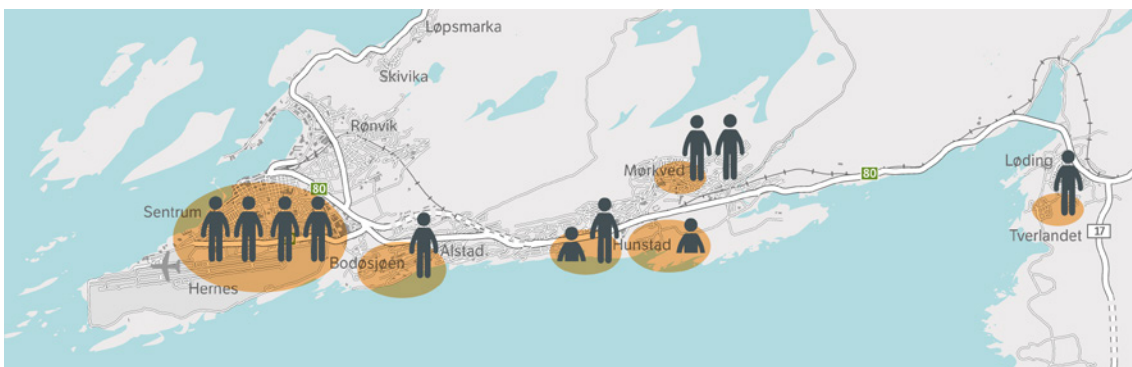 Løpsmarka
Skivika
Rønvik
80
Sentrum
Bodøsjøen
Alstad
Hernes
Mørkved
Hunstad
80
Løding
Tverlandet
17